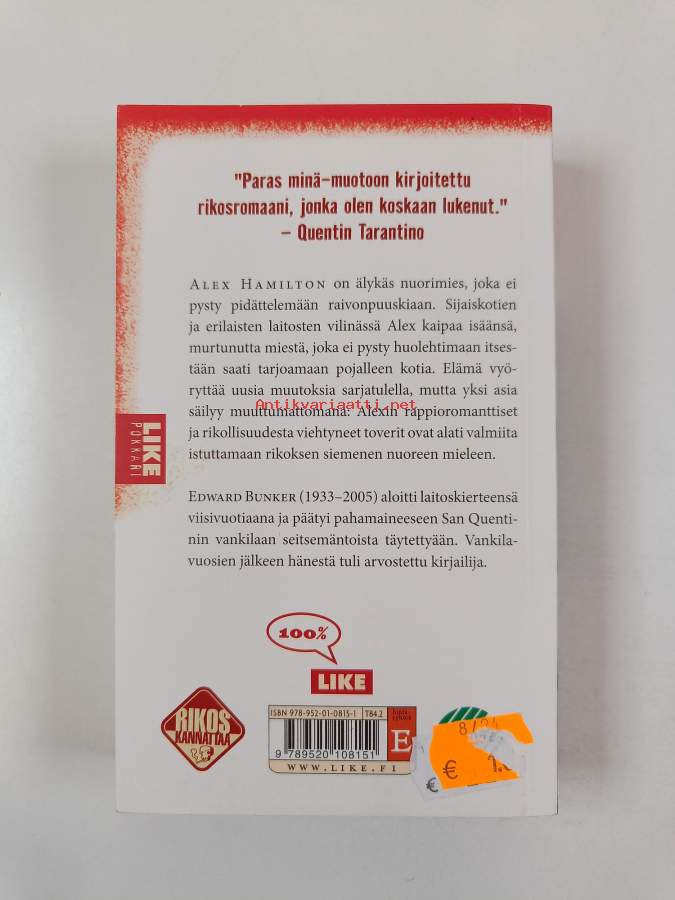 "Paras minä-muotoon kirjoitettu
rikosromaani, jonka olen koskaan lukenut."
– Quentin Tarantino
ALEX HAMILTON on älykäs nuorimies, joka ei
pysty pidättelemään raivonpuuskiaan. Sijaiskotien
ja erilaisten laitosten vilinässä Alex kaipaa isäänsä,
murtunutta miestä, joka ei pysty huolehtimaan itses-
tään saati tarjoamaan pojalleen kotia. Elämä vyö-
ryttää uusia muutoksia sarjatulella, mutta yksi asia
Antikvariaatti.net
säilyy muuttumattomana: Alexin rappioromanttiset
ja rikollisuudesta viehtyneet toverit ovat alati valmiita
istuttamaan rikoksen siemenen nuoreen mieleen.
LIKE
POKKARI
EDWARD BUNKER (1933–2005) aloitti laitoskierteensä
viisivuotiaana ja päätyi pahamaineeseen San Quenti-
nin vankilaan seitsemäntoista täytettyään. Vankila-
vuosien jälkeen hänestä tuli arvostettu kirjailija.
100%
LIKE
RIKOS
KANNATTAA
ISBN 978-952-01-0815-1 T84.2
9 789520 108151
WWW.LIKE.FI
E
8/24
€
€